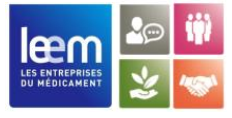 leem
LES ENTREPRISES
DU MÉDICAMENT